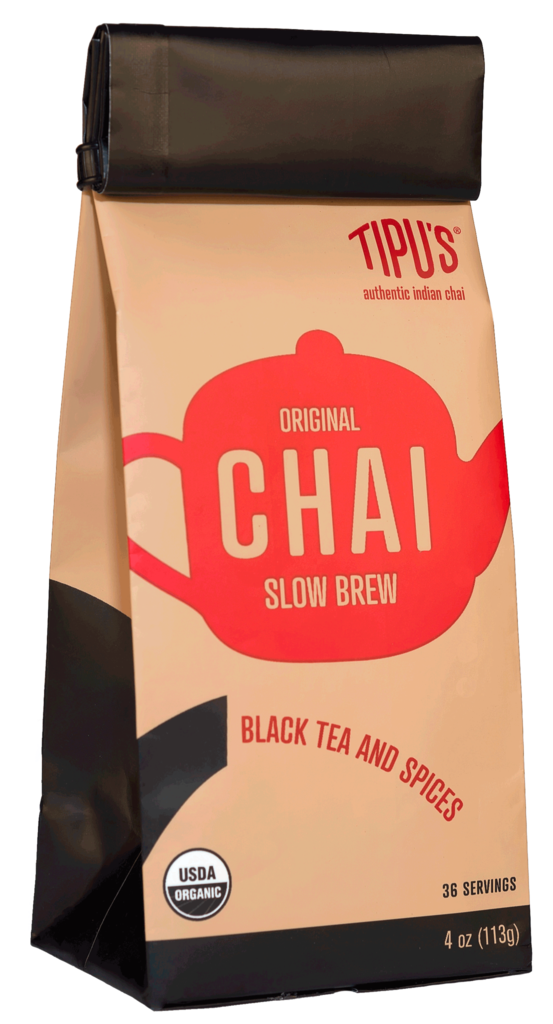 TIPU'S®
authentic indian chai
ORIGINAL
CHAI
SLOW BREW
BLACK TEA AND SPICES
USDA
ORGANIC
36 SERVINGS
4 oz (113g)